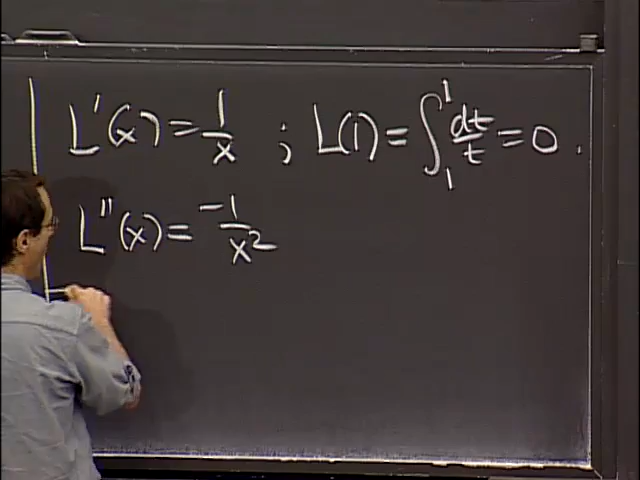 L'(x) = 1/x ; L(1) = ∫₁¹ dt/t = 0 .
L''(x) = -1/x²